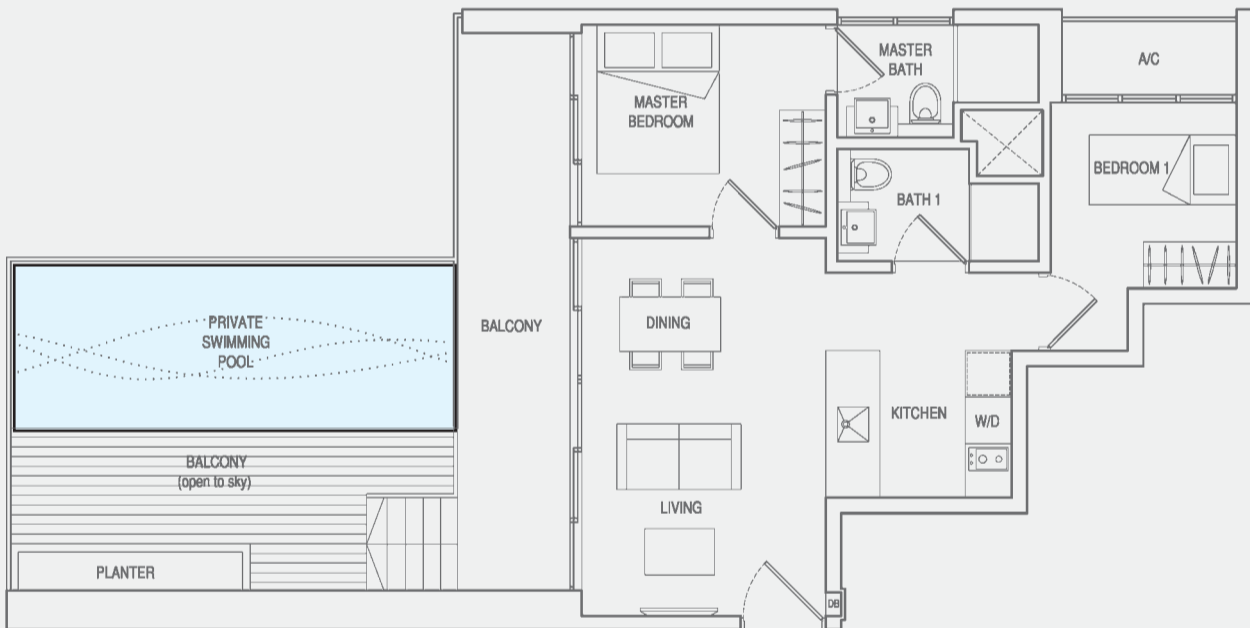 MASTER
BATH
A/C
MASTER
BEDROOM
BEDROOM 1
BATH 1
PRIVATE
SWIMMING
POOL
BALCONY
DINING
KITCHEN
W/D
BALCONY
(open to sky)
LIVING
PLANTER
DB